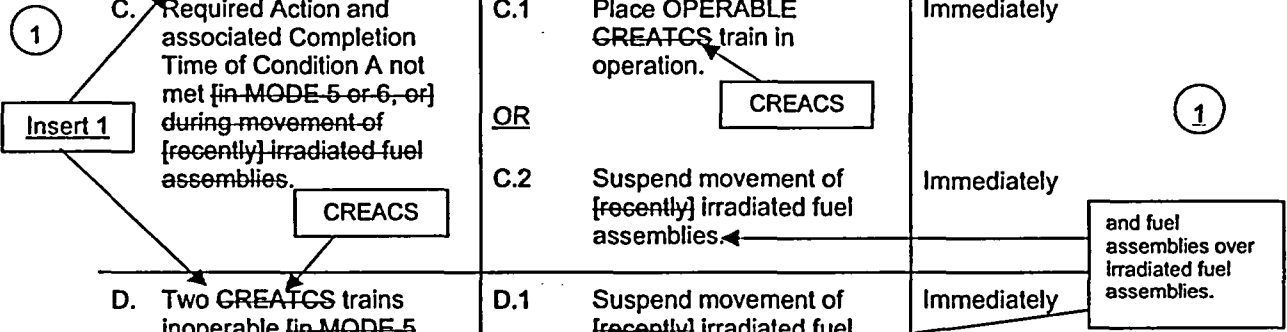 C. Required Action and
associated Completion
Time of Condition A not
met [in MODE 5 or 6, or]
during movement of
[recently] irradiated fuel
assemblies.
C.1 Place OPERABLE
CREATCS train in
operation.
Immediately
CREACS
1
Insert 1
OR
1
C.2 Suspend movement of
[recently] irradiated fuel
assemblies.
Immediately
CREACS
and fuel
assemblies over
Irradiated fuel
assemblies.
D. Two CREATCS trains
inoperable [in MODE 5
D.1 Suspend movement of
[recently] irradiated fuel
Immediately